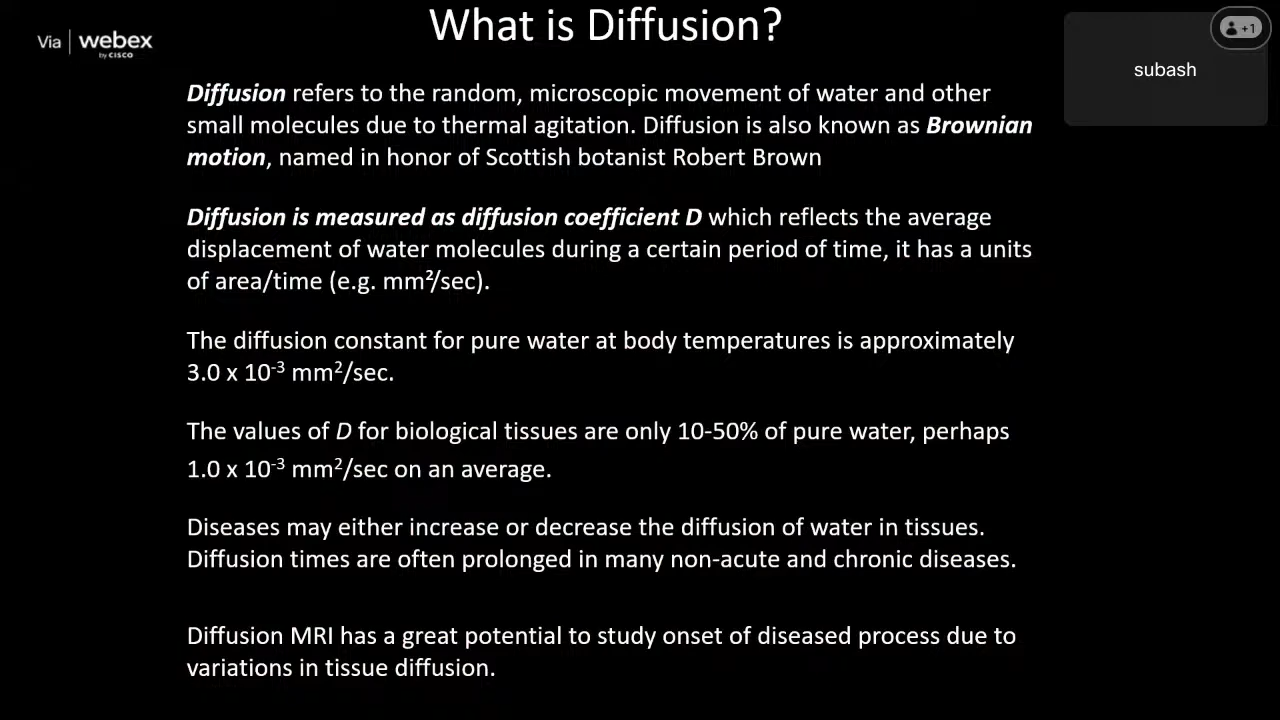 What is Diffusion?
Via | webex
by CISCO
+1
subash
Diffusion refers to the random, microscopic movement of water and other
small molecules due to thermal agitation. Diffusion is also known as Brownian
motion, named in honor of Scottish botanist Robert Brown
Diffusion is measured as diffusion coefficient D which reflects the average
displacement of water molecules during a certain period of time, it has a units
of area/time (e.g. mm²/sec).
The diffusion constant for pure water at body temperatures is approximately
3.0 x 10⁻³ mm²/sec.
The values of D for biological tissues are only 10-50% of pure water, perhaps
1.0 x 10⁻³ mm²/sec on an average.
Diseases may either increase or decrease the diffusion of water in tissues.
Diffusion times are often prolonged in many non-acute and chronic diseases.
Diffusion MRI has a great potential to study onset of diseased process due to
variations in tissue diffusion.